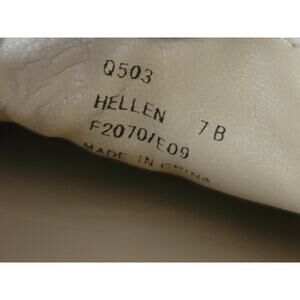 Q503
HELLEN 7B
F2070/E09
MADE IN CHINA